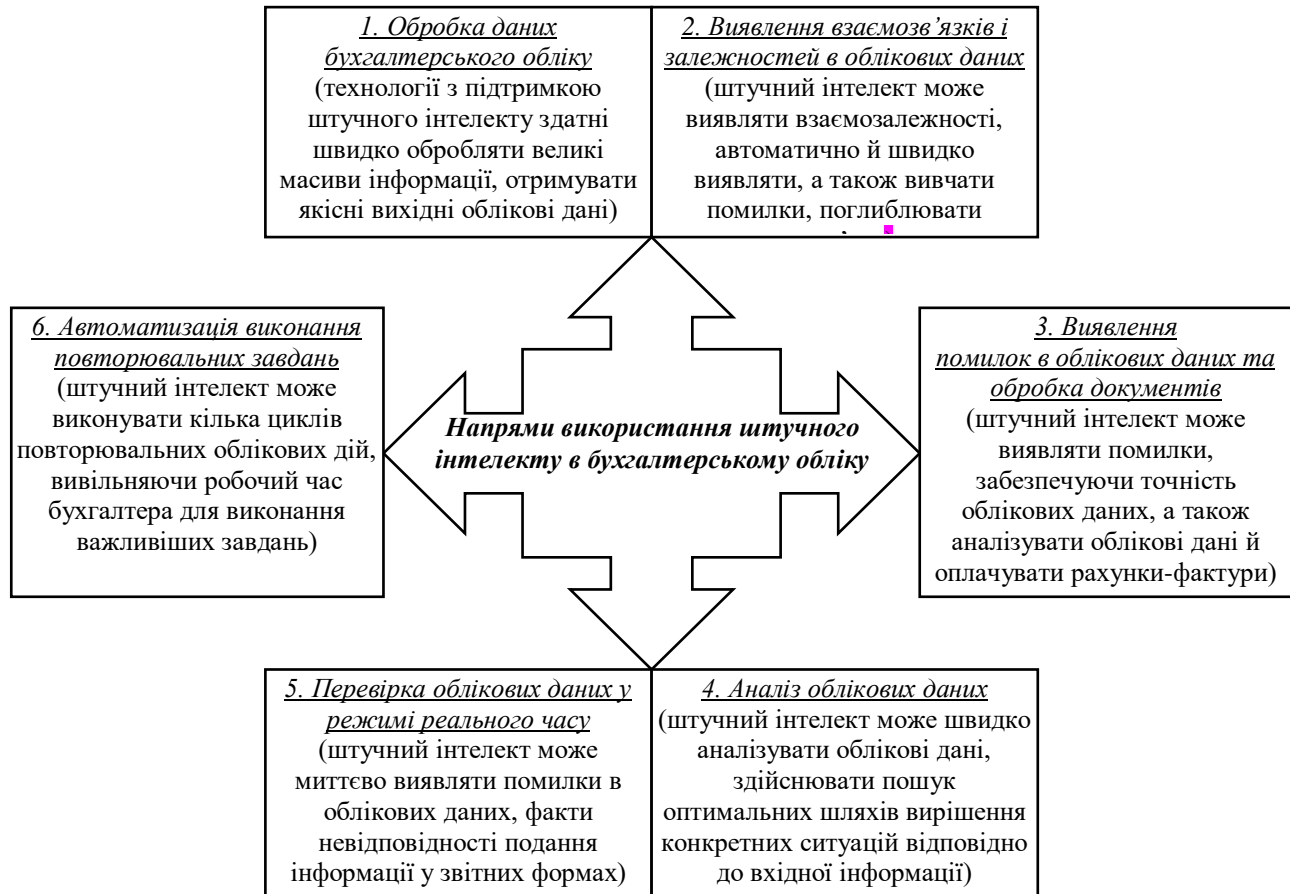 1. Обробка даних
бухгалтерського обліку
(технології з підтримкою
штучного інтелекту здатні
швидко обробляти великі
масиви інформації, отримувати
якісні вихідні облікові дані)
2. Виявлення взаємозв’язків і
залежностей в облікових даних
(штучний інтелект може
виявляти взаємозалежності,
автоматично й швидко
виявляти, а також вивчати
помилки, поглиблювати
6. Автоматизація виконання
повторювальних завдань
(штучний інтелект може
виконувати кілька циклів
повторювальних облікових дій,
вивільняючи робочий час
бухгалтера для виконання
важливіших завдань)
Напрями використання штучного
інтелекту в бухгалтерському обліку
3. Виявлення
помилок в облікових даних та
обробка документів
(штучний інтелект може
виявляти помилки,
забезпечуючи точність
облікових даних, а також
аналізувати облікові дані й
оплачувати рахунки-фактури)
5. Перевірка облікових даних у
режимі реального часу
(штучний інтелект може
миттєво виявляти помилки в
облікових даних, факти
невідповідності подання
інформації у звітних формах)
4. Аналіз облікових даних
(штучний інтелект може швидко
аналізувати облікові дані,
здійснювати пошук
оптимальних шляхів вирішення
конкретних ситуацій відповідно
до вхідної інформації)